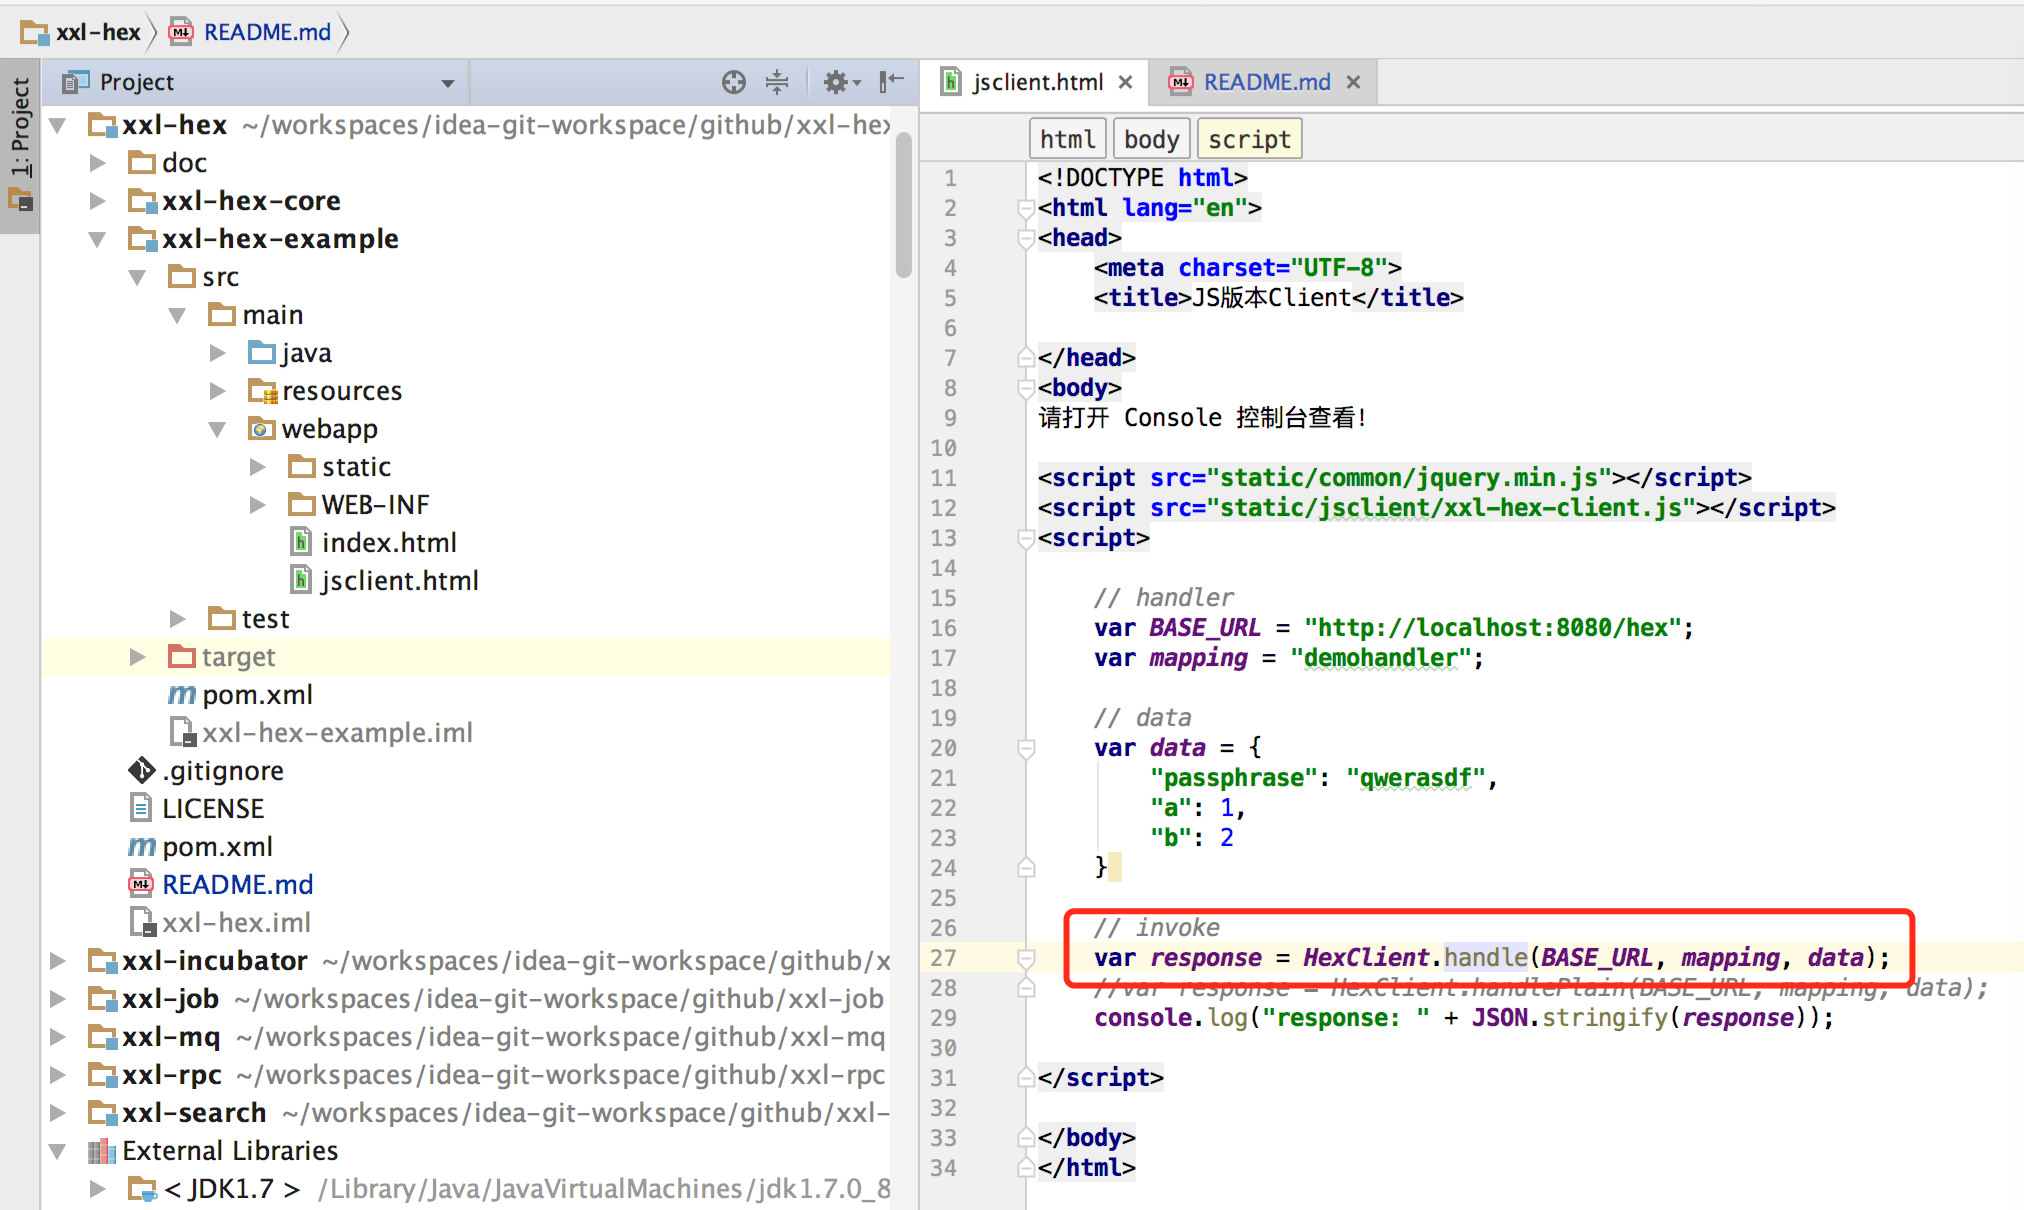 xxl-hex README.md
1: Project
Project
xxl-hex ~/workspaces/idea-git-workspace/github/xxl-hex
doc
xxl-hex-core
xxl-hex-example
src
main
java
resources
webapp
static
WEB-INF
index.html
jsclient.html
test
target
pom.xml
xxl-hex-example.iml
.gitignore
LICENSE
pom.xml
README.md
xxl-hex.iml
xxl-incubator ~/workspaces/idea-git-workspace/github/x
xxl-job ~/workspaces/idea-git-workspace/github/xxl-job
xxl-mq ~/workspaces/idea-git-workspace/github/xxl-mq
xxl-rpc ~/workspaces/idea-git-workspace/github/xxl-rpc
xxl-search ~/workspaces/idea-git-workspace/github/xxl-
External Libraries
< JDK1.7 > /Library/Java/JavaVirtualMachines/jdk1.7.0_8
jsclient.html README.md
html body script
1 <!DOCTYPE html>
2 <html lang="en">
3 <head>
4 <meta charset="UTF-8">
5 <title>JS版本Client</title>
6
7 </head>
8 <body>
9 请打开 Console 控制台查看!
10
11 <script src="static/common/jquery.min.js"></script>
12 <script src="static/jsclient/xxl-hex-client.js"></script>
13 <script>
14
15 // handler
16 var BASE_URL = "http://localhost:8080/hex";
17 var mapping = "demohandler";
18
19 // data
20 var data = {
21 "passphrase": "qwerasdf",
22 "a": 1,
23 "b": 2
24 }
25
26 // invoke
27 var response = HexClient.handle(BASE_URL, mapping, data);
28 //var response = HexClient.handlePlain(BASE_URL, mapping, data);
29 console.log("response: " + JSON.stringify(response));
30
31 </script>
32
33 </body>
34 </html>